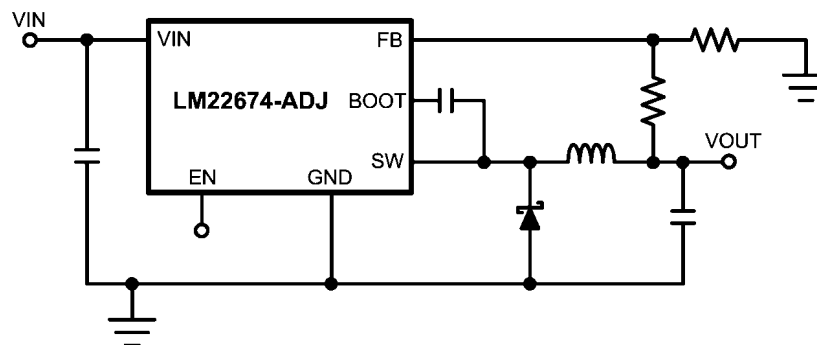 VIN
VIN
FB
LM22674-ADJ
BOOT
VOUT
SW
EN
GND